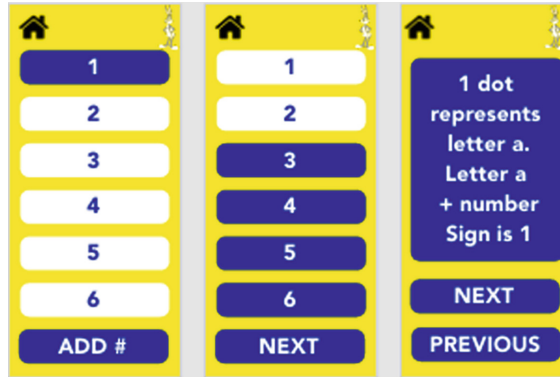 1
2
3
4
5
6
ADD #
1
2
3
4
5
6
NEXT
1 dot
represents
letter a.
Letter a
+ number
Sign is 1
NEXT
PREVIOUS